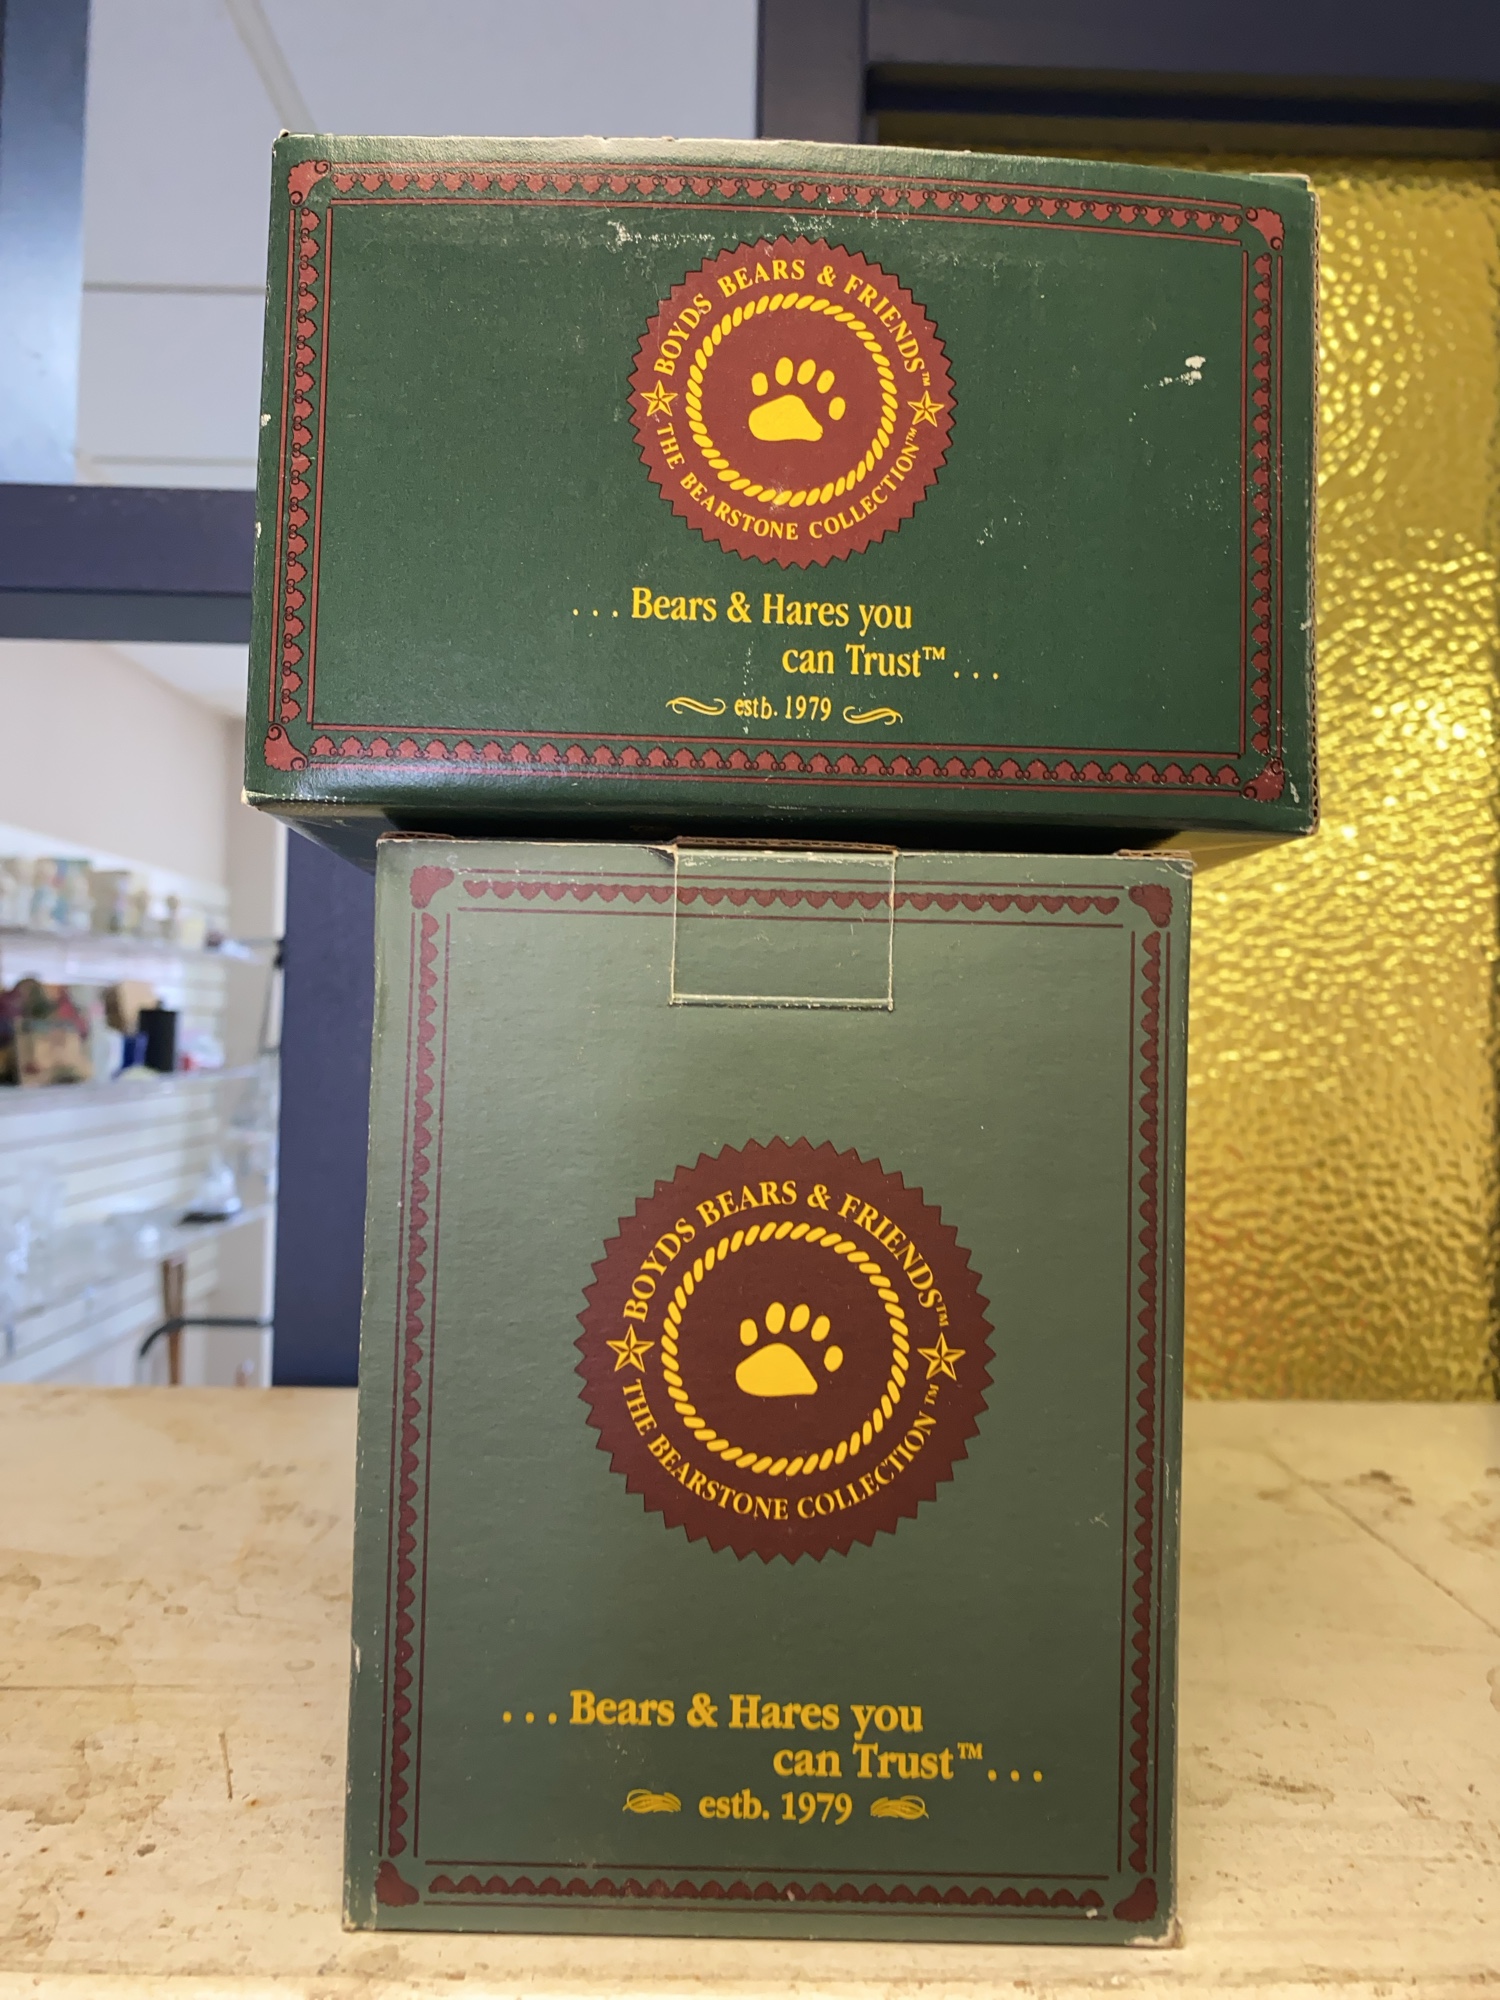 BOYDS BEARS & FRIENDS™
THE BEARSTONE COLLECTION™
. . . Bears & Hares you
can Trust™ . . .
estb. 1979
BOYDS BEARS & FRIENDS™
THE BEARSTONE COLLECTION™
. . . Bears & Hares you
can Trust™ . . .
estb. 1979